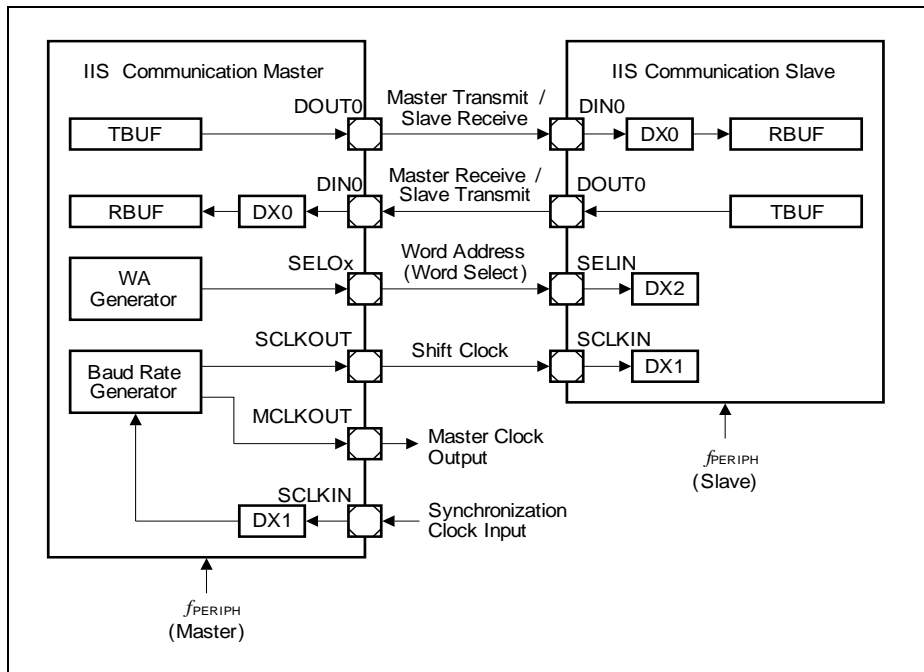 IIS Communication Master
IIS Communication Slave
DOUT0
Master Transmit /
Slave Receive
DIN0
TBUF
DX0
RBUF
DIN0
Master Receive /
Slave Transmit
DOUT0
RBUF
DX0
TBUF
SELOx
Word Address
(Word Select)
SELIN
WA
Generator
DX2
SCLKOUT
Shift Clock
SCLKIN
Baud Rate
Generator
DX1
MCLKOUT
Master Clock
Output
SCLKIN
DX1
Synchronization
Clock Input
fPERIPH
(Slave)
fPERIPH
(Master)